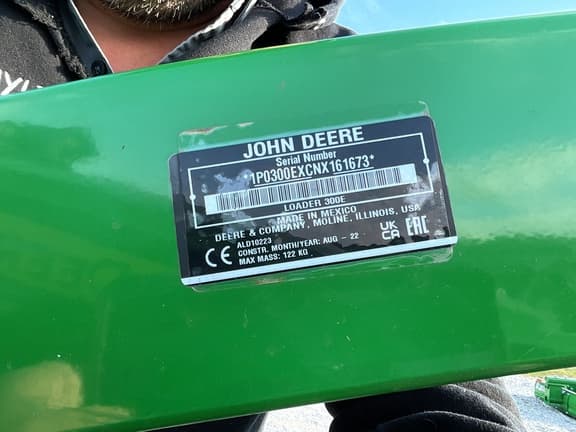 JOHN DEERE
Serial Number
*1P0300EXCNX161673*
LOADER 300E
MADE IN MEXICO
DEERE & COMPANY, MOLINE, ILLINOIS, USA
ALD10223
CONSTR. MONTH/YEAR: AUG - 22
MAX MASS: 122 KG
CE
UK
CA
EAC